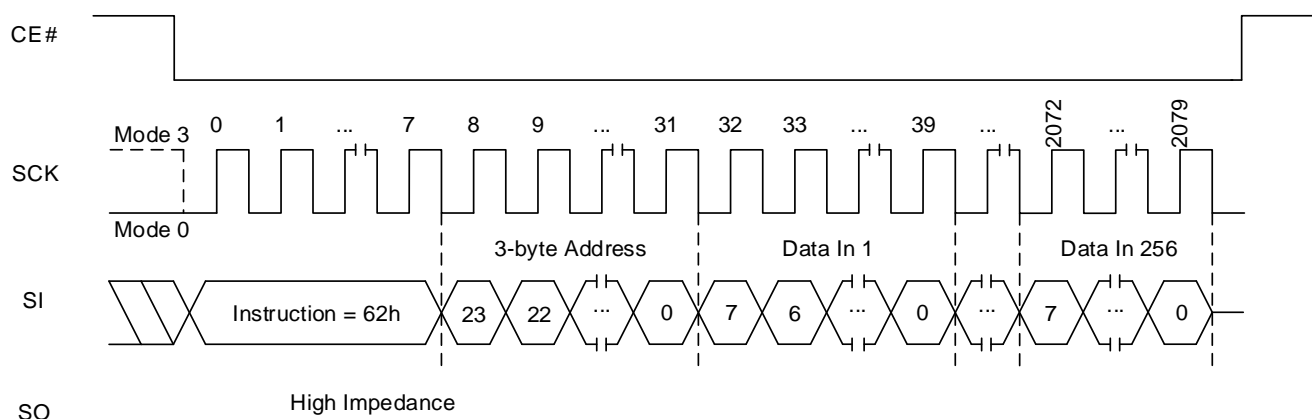 CE#
0 1 ... 7 8 9 ... 31 32 33 ... 39 ... 2072 ... 2079
Mode 3
SCK
Mode 0
3-byte Address Data In 1 Data In 256
SI Instruction = 62h 23 22 ... 0 7 6 ... 0 ... 7 ... 0
High Impedance
SO